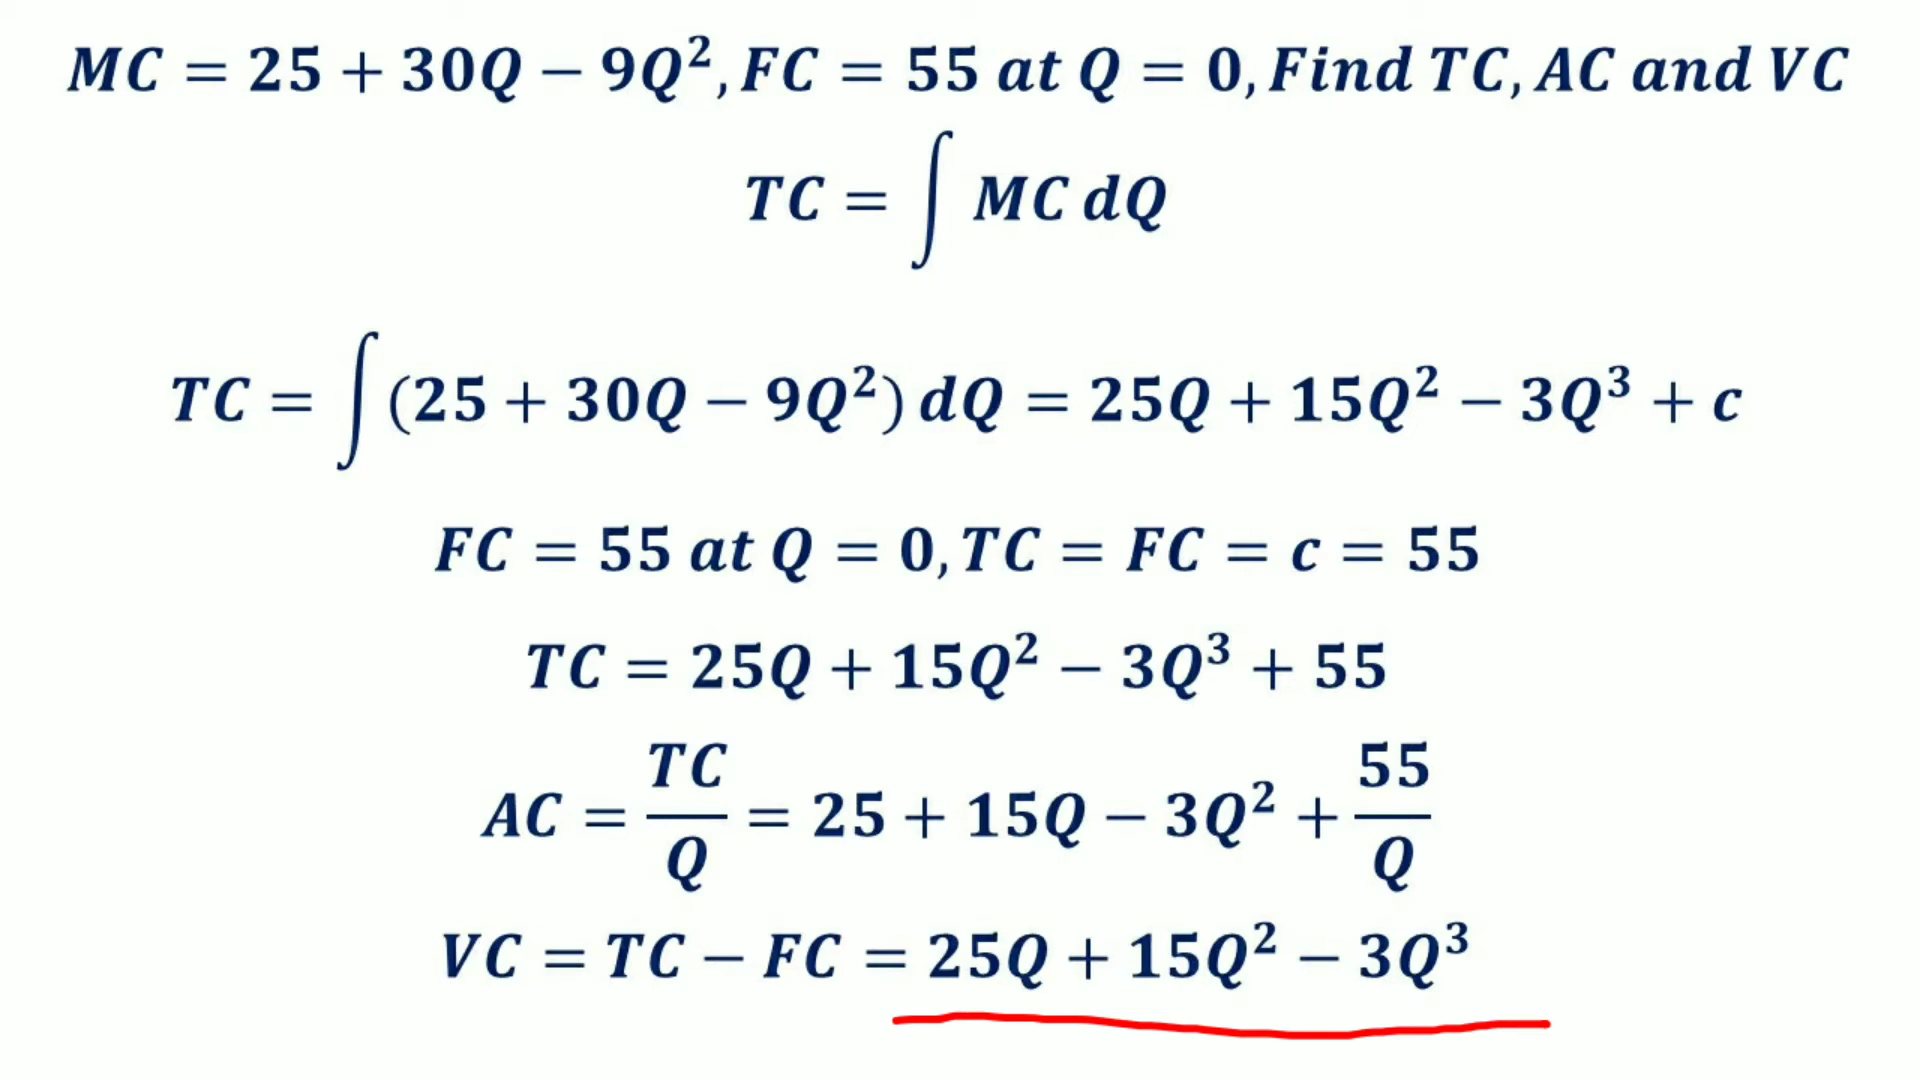 MC = 25 + 30Q − 9Q², FC = 55 at Q = 0, Find TC, AC and VC
TC = ∫ MC dQ
TC = ∫ (25 + 30Q − 9Q²) dQ = 25Q + 15Q² − 3Q³ + c
FC = 55 at Q = 0, TC = FC = c = 55
TC = 25Q + 15Q² − 3Q³ + 55
AC = TC/Q = 25 + 15Q − 3Q² + 55/Q
VC = TC − FC = 25Q + 15Q² − 3Q³